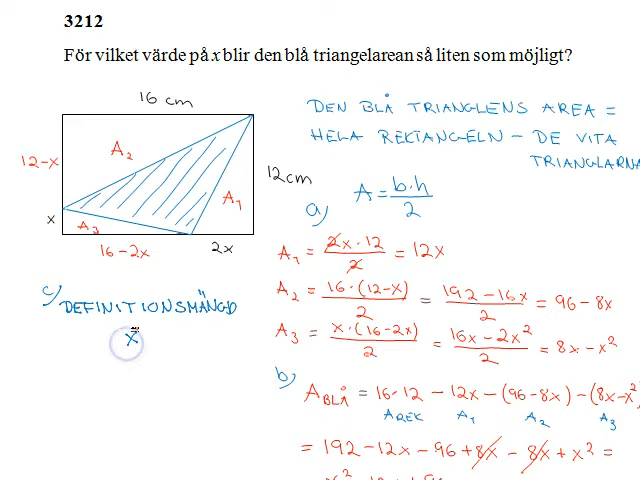 3212
För vilket värde på x blir den blå triangelarean så liten som möjligt?
16 cm
12-x
A₂
A₁
12cm
x
A₃
16-2x
2x
DEN BLÅ TRIANGLENS AREA =
HELA REKTANGELN - DE VITA
TRIANGLARNA
A = b·h/2
a)
A₁ = 2x·12/2 = 12x
A₂ = 16·(12-x)/2 = 192-16x/2 = 96-8x
A₃ = x·(16-2x)/2 = 16x-2x²/2 = 8x-x²
b)
A BLÅ = 16·12 - 12x - (96-8x) - (8x-x²)
AREK A₁ A₂ A₃
= 192-12x-96+8x-8x+x² =
c)
DEFINITIONSMÄNGD
x